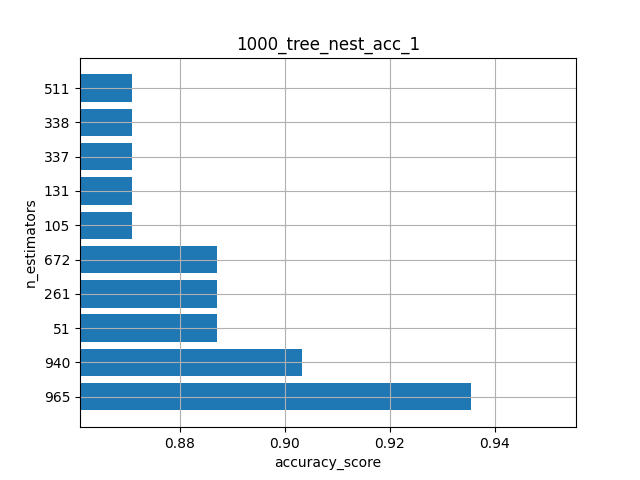 1000_tree_nest_acc_1
n_estimators
511
338
337
131
105
672
261
51
940
965
0.88 0.90 0.92 0.94
accuracy_score